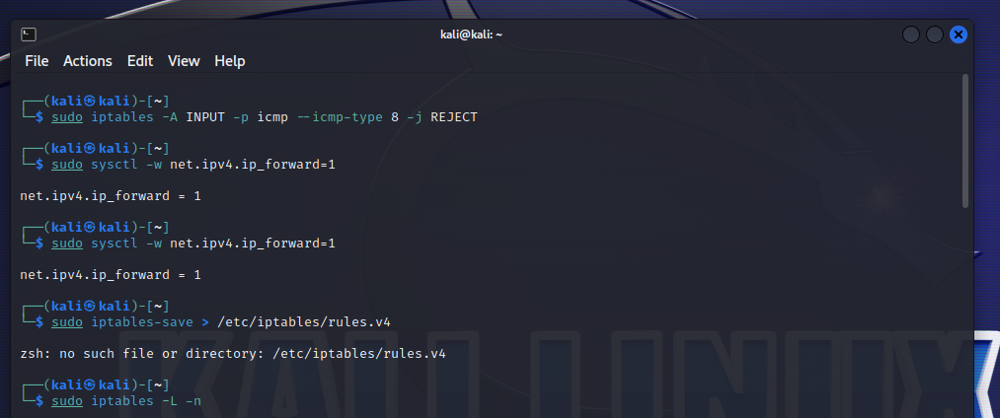 kali@kali: ~
File Actions Edit View Help
┌──(kali㉿kali)-[~]
└─$ sudo iptables -A INPUT -p icmp --icmp-type 8 -j REJECT
┌──(kali㉿kali)-[~]
└─$ sudo sysctl -w net.ipv4.ip_forward=1
net.ipv4.ip_forward = 1
┌──(kali㉿kali)-[~]
└─$ sudo sysctl -w net.ipv4.ip_forward=1
net.ipv4.ip_forward = 1
┌──(kali㉿kali)-[~]
└─$ sudo iptables-save > /etc/iptables/rules.v4
zsh: no such file or directory: /etc/iptables/rules.v4
┌──(kali㉿kali)-[~]
└─$ sudo iptables -L -n
KALI LINUX